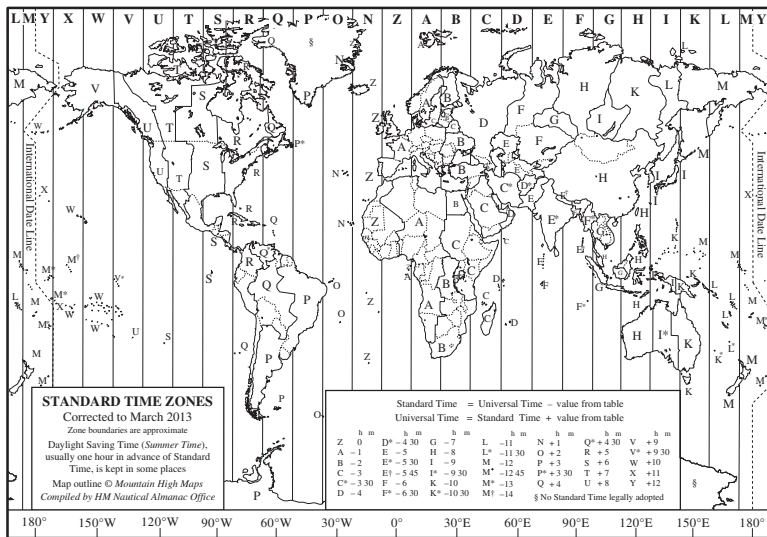 L M Y X W V U T S R Q P O N Z A B C D E F G H I K L M Y
Q § A
N
M V S P Z A B D F H K L M
W U T R Q P* Z G I W
International Date Line
International Date Line
U T S R N Z A B E F H I M
X W R Q N Z A B C C* D* E E* E† F G H I K X
M M† S R Q O Z A B C D E F G H I K M
M* X W V* P O C D F* H K L
W U S Q P A B C D H I* K L*
M P O Z B K M
STANDARD TIME ZONES
Corrected to March 2013
Zone boundaries are approximate
Daylight Saving Time (Summer Time),
usually one hour in advance of Standard
Time, is kept in some places
Map outline © Mountain High Maps
Compiled by HM Nautical Almanac Office
P
Standard Time = Universal Time – value from table
Universal Time = Standard Time + value from table
h m h m h m h m h m h m h m
Z 0 D* – 4 30 G – 7 L –11 N + 1 Q* + 4 30 V + 9
A – 1 E – 5 H – 8 L* –11 30 O + 2 R + 5 V* + 9 30
B – 2 E* – 5 30 I – 9 M –12 P + 3 S + 6 W +10
C – 3 E† – 5 45 I* – 9 30 M* –12 45 P* + 3 30 T + 7 X +11
C* – 3 30 F – 6 K –10 M• –13 Q + 4 U + 8 Y +12
D – 4 F* – 6 30 K* –10 30 M† –14 § No Standard Time legally adopted
§
180° 150°W 120°W 90°W 60°W 30°W 0° 30°E 60°E 90°E 120°E 150°E 180°